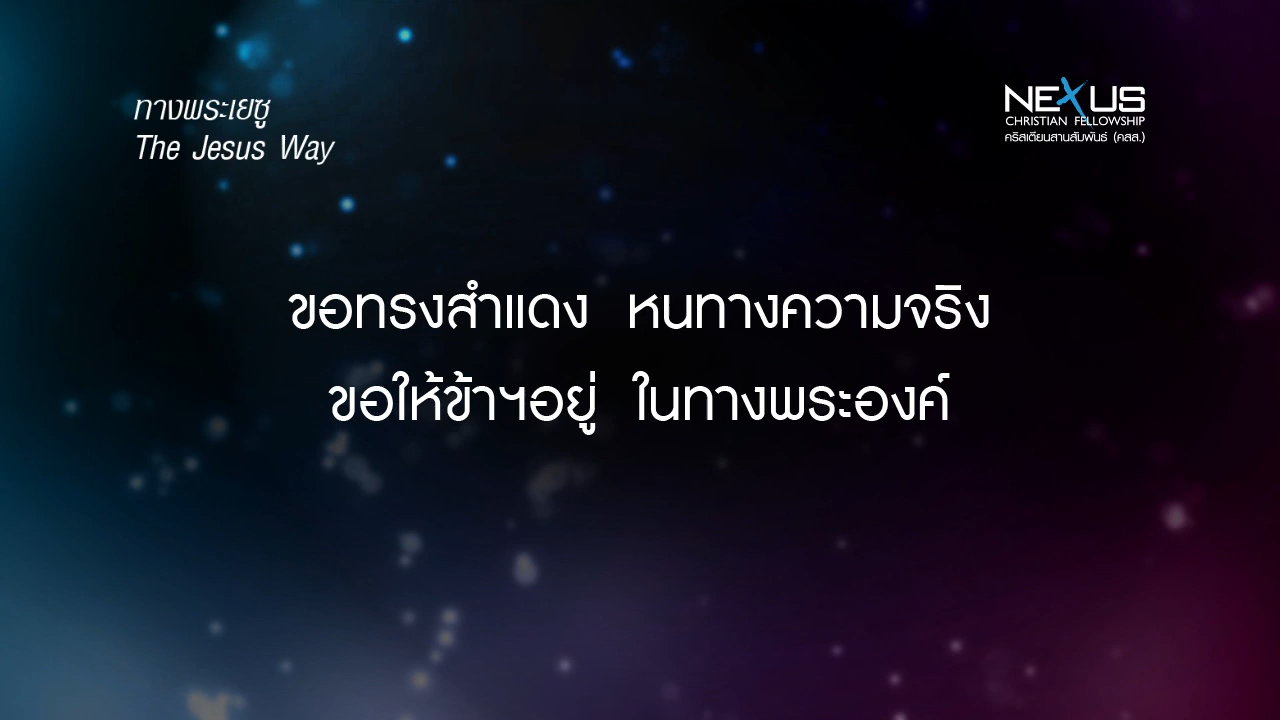 ทางพระเยซู
The Jesus Way
NEXUS
CHRISTIAN FELLOWSHIP
คริสเตียนสานสัมพันธ์ (คสส.)
ขอทรงสำแดง หนทางความจริง
ขอให้ข้าฯอยู่ ในทางพระองค์